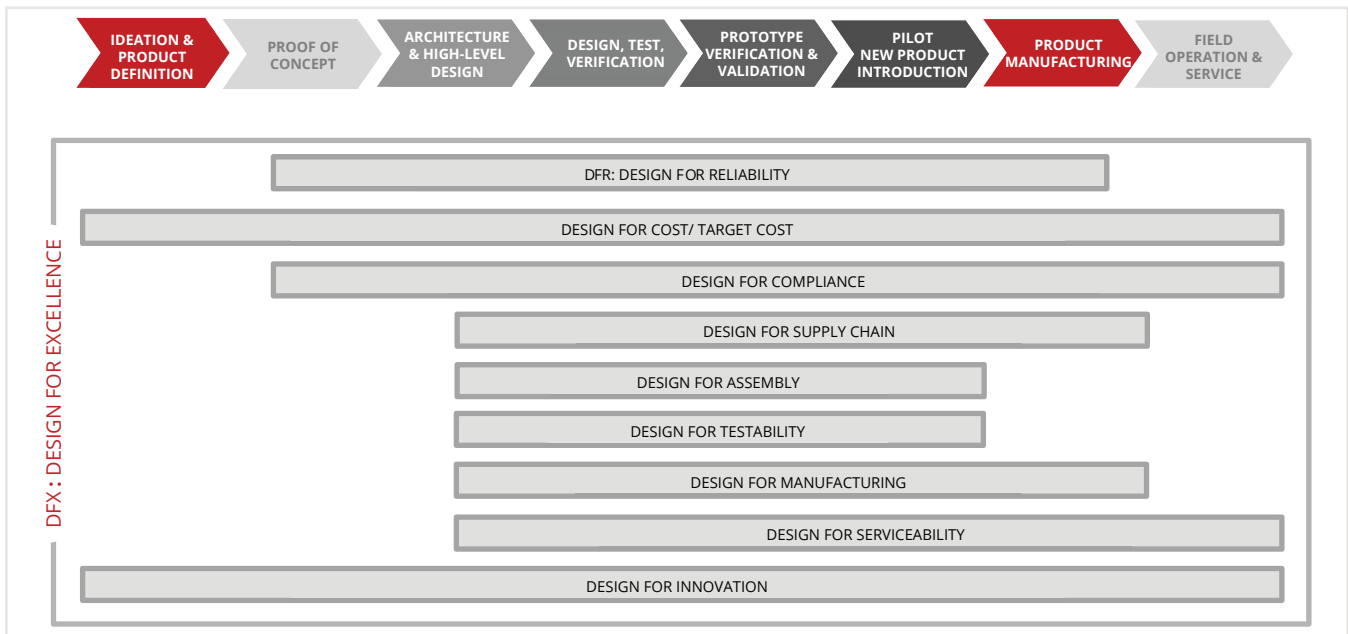 IDEATION &
PRODUCT
DEFINITION
PROOF OF
CONCEPT
ARCHITECTURE
& HIGH-LEVEL
DESIGN
DESIGN, TEST,
VERIFICATION
PROTOTYPE
VERIFICATION &
VALIDATION
PILOT
NEW PRODUCT
INTRODUCTION
PRODUCT
MANUFACTURING
FIELD
OPERATION &
SERVICE
DFX : DESIGN FOR EXCELLENCE
DFR: DESIGN FOR RELIABILITY
DESIGN FOR COST/ TARGET COST
DESIGN FOR COMPLIANCE
DESIGN FOR SUPPLY CHAIN
DESIGN FOR ASSEMBLY
DESIGN FOR TESTABILITY
DESIGN FOR MANUFACTURING
DESIGN FOR SERVICEABILITY
DESIGN FOR INNOVATION